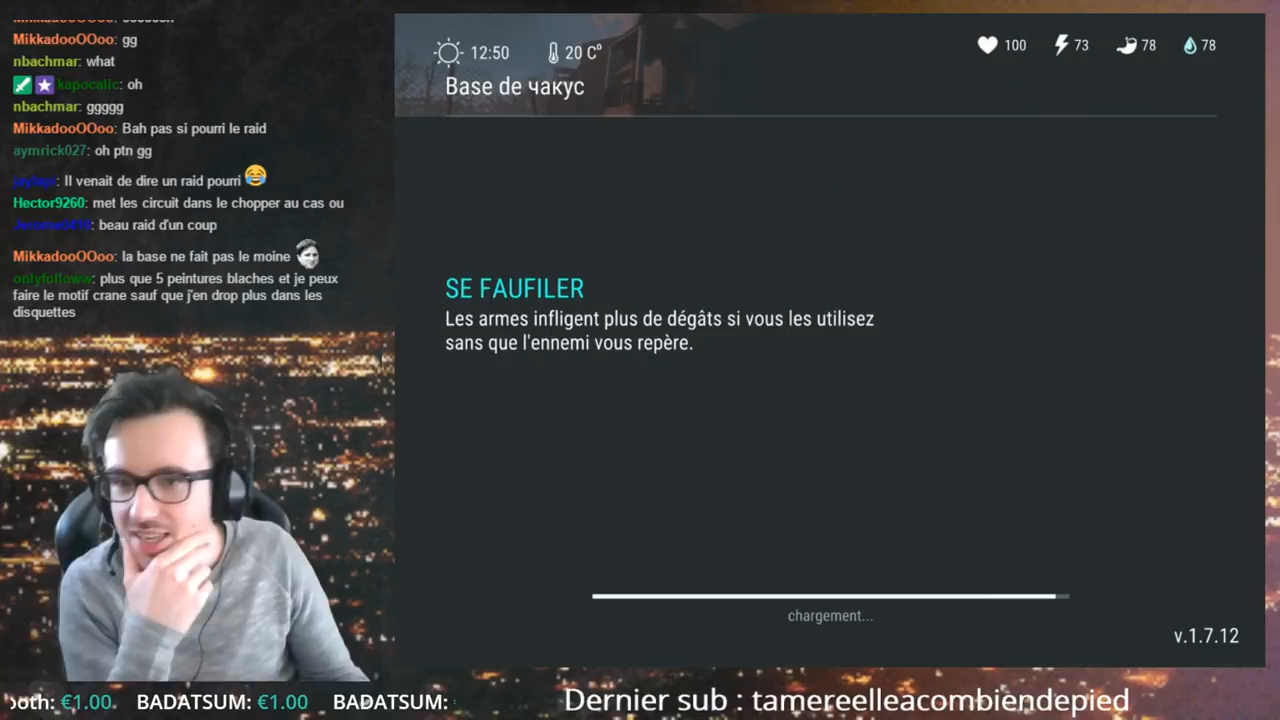 MikkadooOOoo: gg
nbachmar: what
kapocalic: oh
nbachmar: ggggg
MikkadooOOoo: Bah pas si pourri le raid
aymrick027: oh ptn gg
: Il venait de dire un raid pourri
Hector9260: met les circuit dans le chopper au cas ou
: beau raid d'un coup
MikkadooOOoo: la base ne fait pas le moine
onlyfolloww: plus que 5 peintures blaches et je peux
faire le motif crane sauf que j'en drop plus dans les
disquettes
12:50
20 C°
100
73
78
78
Base de чакус
SE FAUFILER
Les armes infligent plus de dégâts si vous les utilisez
sans que l'ennemi vous repère.
chargement...
v.1.7.12
ooth: €1.00 BADATSUM: €1.00 BADATSUM:
Dernier sub : tamereelleacombiendepied